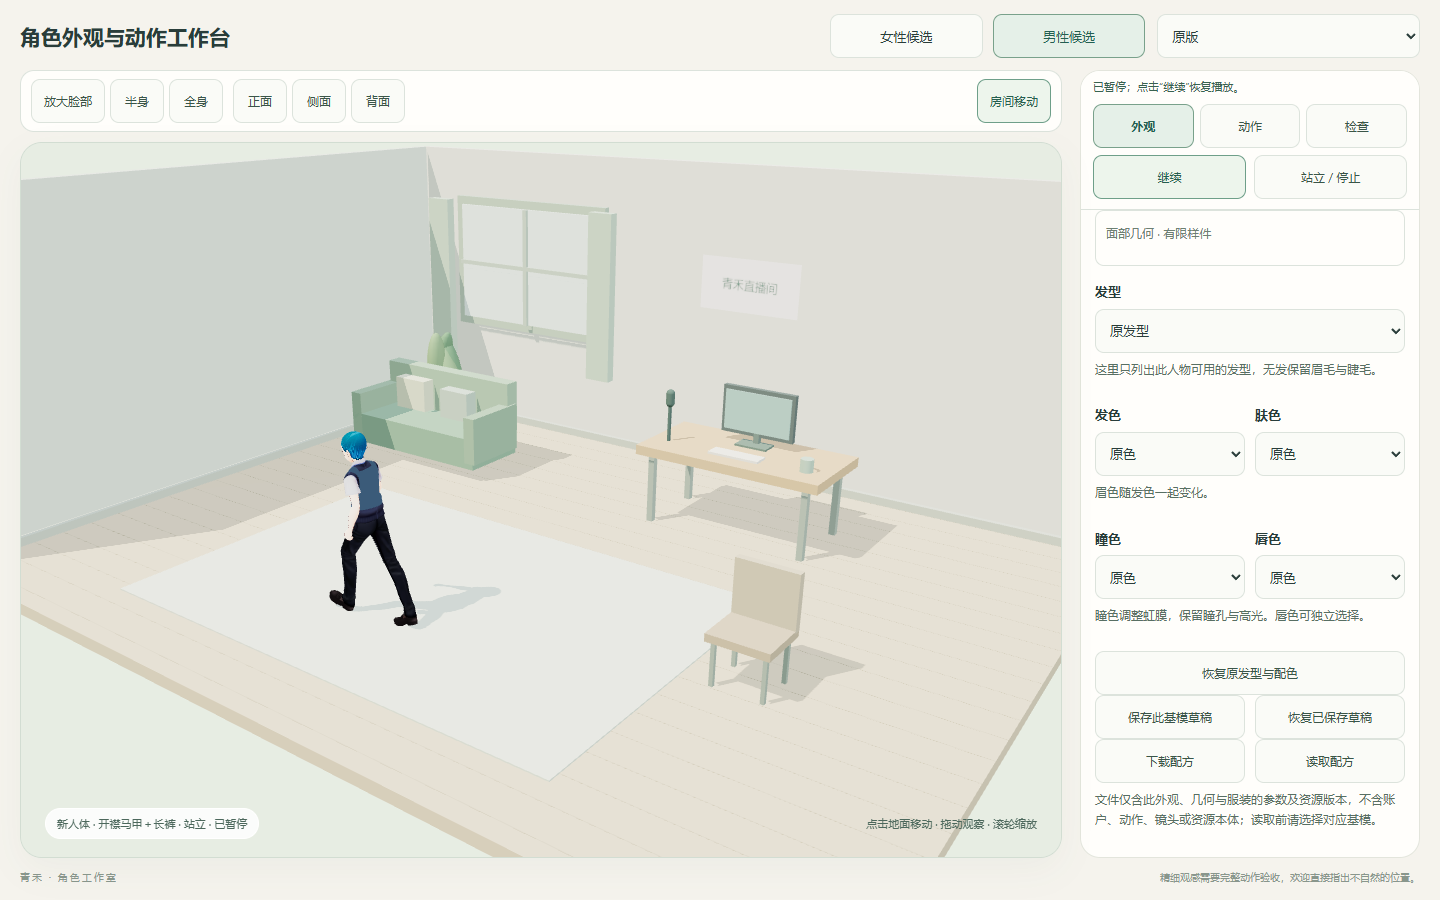 角色外观与动作工作台
女性候选
男性候选
原版
放大脸部
半身
全身
正面
侧面
背面
房间移动
已暂停；点击“继续”恢复播放。
外观
动作
检查
继续
站立 / 停止
面部几何 · 有限样件
发型
原发型
这里只列出此人物可用的发型，无发保留眉毛与睫毛。
发色
肤色
原色
原色
眉色随发色一起变化。
瞳色
唇色
原色
原色
瞳色调整虹膜，保留瞳孔与高光。唇色可独立选择。
恢复原发型与配色
保存此基模草稿
恢复已保存草稿
下载配方
读取配方
文件仅含此外观、几何与服装的参数及资源版本，不含账
户、动作、镜头或资源本体；读取前请选择对应基模。
青禾直播间
新人体 · 开襟马甲 + 长裤 · 站立 · 已暂停
点击地面移动 · 拖动观察 · 滚轮缩放
青禾 · 角色工作室
精细观感需要完整动作验收，欢迎直接指出不自然的位置。